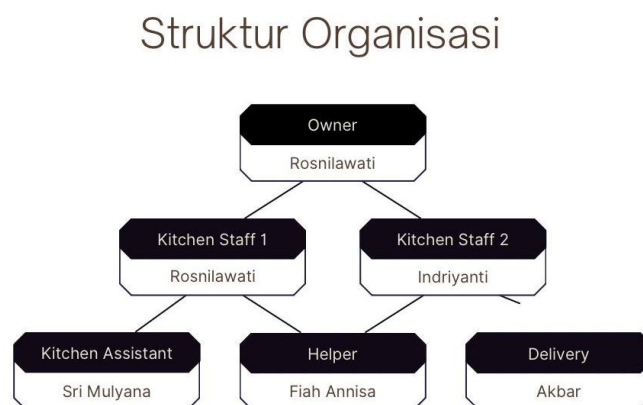 Struktur Organisasi
Owner
Rosnilawati
Kitchen Staff 1
Kitchen Staff 2
Rosnilawati
Indriyanti
Kitchen Assistant
Helper
Delivery
Sri Mulyana
Fiah Annisa
Akbar